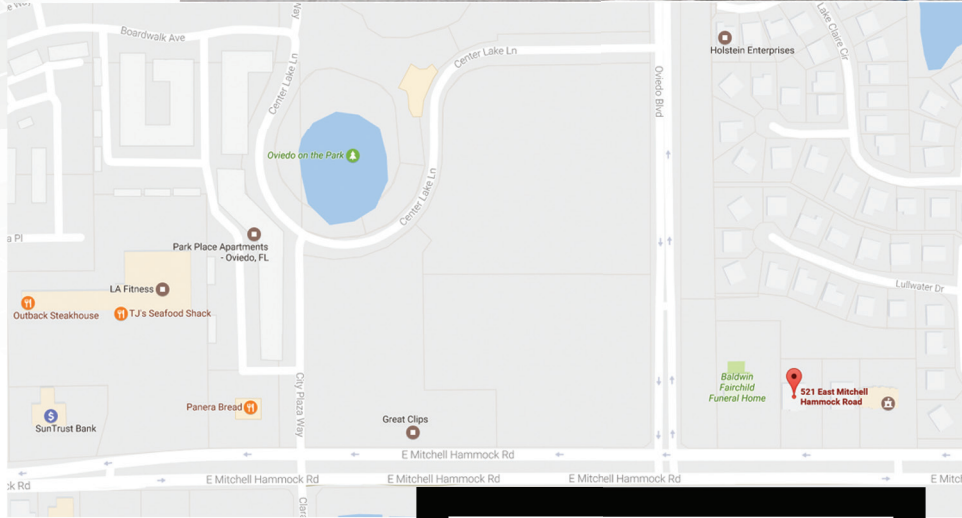 Way
Boardwalk Ave
Center Lake Ln
Center Lake Ln
Oviedo Blvd
Holstein Enterprises
Lake Claire Cir
Oviedo on the Park
Center Lake Ln
a Pl
Park Place Apartments
- Oviedo, FL
LA Fitness
Outback Steakhouse
TJ's Seafood Shack
Lullwater Dr
Baldwin
Fairchild
Funeral Home
521 East Mitchell
Hammock Road
City Plaza Way
Panera Bread
$
SunTrust Bank
Great Clips
E Mitchell Hammock Rd
ck Rd
E Mitchell Hammock Rd
E Mitchell Hammock Rd
E Mitchell Hammock Rd
E Mitc
Clara